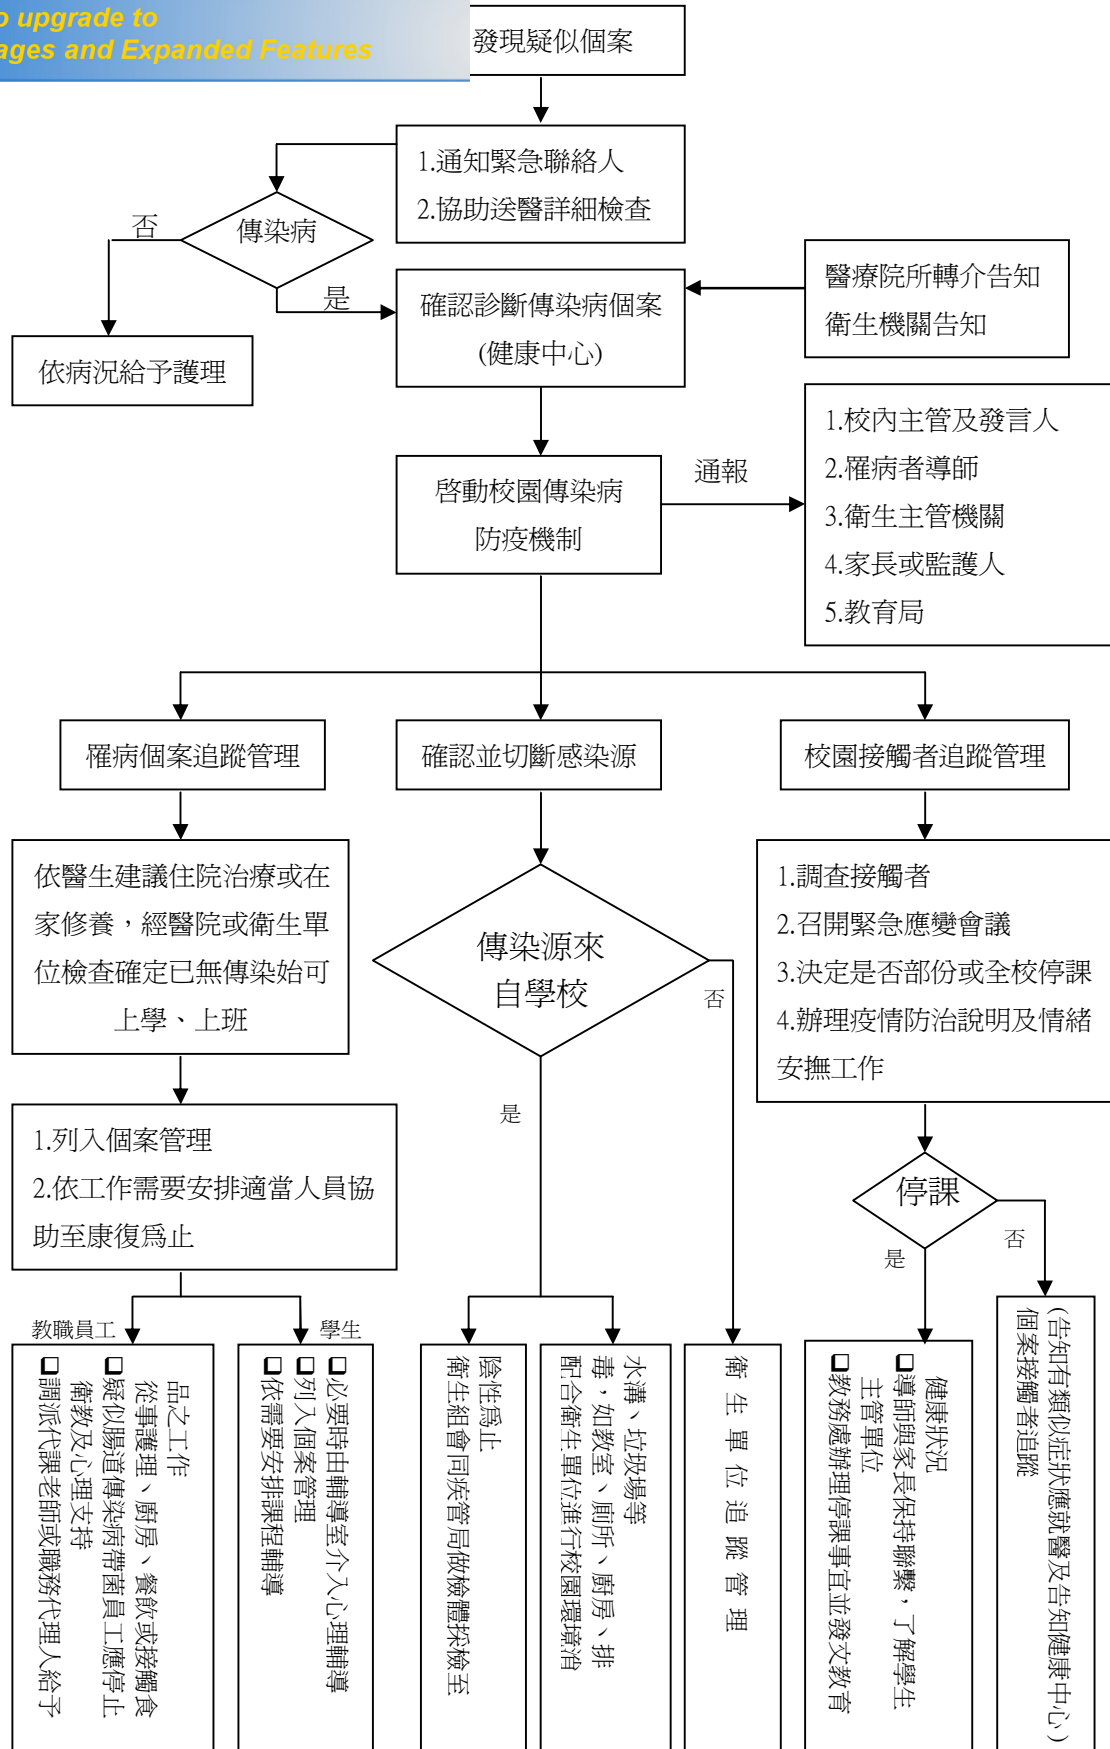 o upgrade to
ages and Expanded Features
發現疑似個案
1.通知緊急聯絡人
2.協助送醫詳細檢查
傳染病
否
是
醫療院所轉介告知
衛生機關告知
確認診斷傳染病個案
(健康中心)
依病況給予護理
啓動校園傳染病
防疫機制
通報
1.校內主管及發言人
2.罹病者導師
3.衛生主管機關
4.家長或監護人
5.教育局
罹病個案追蹤管理
確認並切斷感染源
校園接觸者追蹤管理
依醫生建議住院治療或在
家修養，經醫院或衛生單
位檢查確定已無傳染始可
上學、上班
傳染源來
自學校
否
是
1.調查接觸者
2.召開緊急應變會議
3.決定是否部份或全校停課
4.辦理疫情防治說明及情緒
安撫工作
1.列入個案管理
2.依工作需要安排適當人員協
助至康復為止
停課
否
是
教職員工
學生
❑調派代課老師或職務代理人給予
衛教及心理支持
❑疑似腸道傳染病帶菌員工應停止
從事護理、廚房、餐飲或接觸食
品之工作
❑依需要安排課程輔導
❑列入個案管理
❑必要時由輔導室介入心理輔導
衛生組會同疾管局做檢體採檢至
陰性為止
配合衛生單位進行校園環境消
毒，如教室、廁所、廚房、排
水溝、垃圾場等
衛生單位追蹤管理
❑教務處辦理停課事宜並發文教育
主管單位
❑導師與家長保持聯繫，了解學生
健康狀況
個案接觸者追蹤
(告知有類似症狀應就醫及告知健康中心)